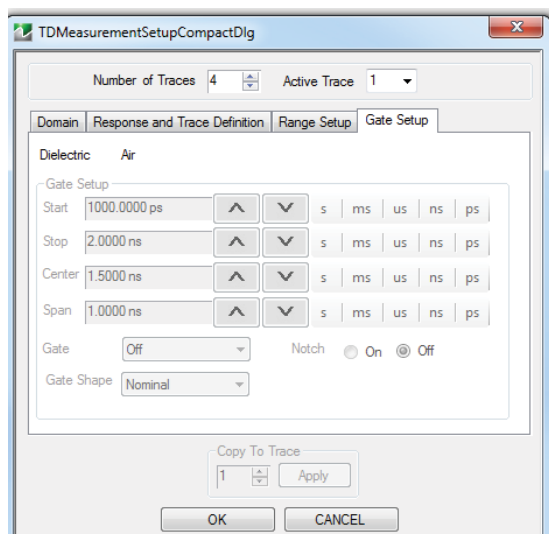 TDMeasurementSetupCompactDlg
Number of Traces 4 Active Trace 1
Domain Response and Trace Definition Range Setup Gate Setup
Dielectric Air
Gate Setup
Start 1000.0000 ps s ms us ns ps
Stop 2.0000 ns s ms us ns ps
Center 1.5000 ns s ms us ns ps
Span 1.0000 ns s ms us ns ps
Gate Off Notch On Off
Gate Shape Nominal
Copy To Trace
1 Apply
OK CANCEL